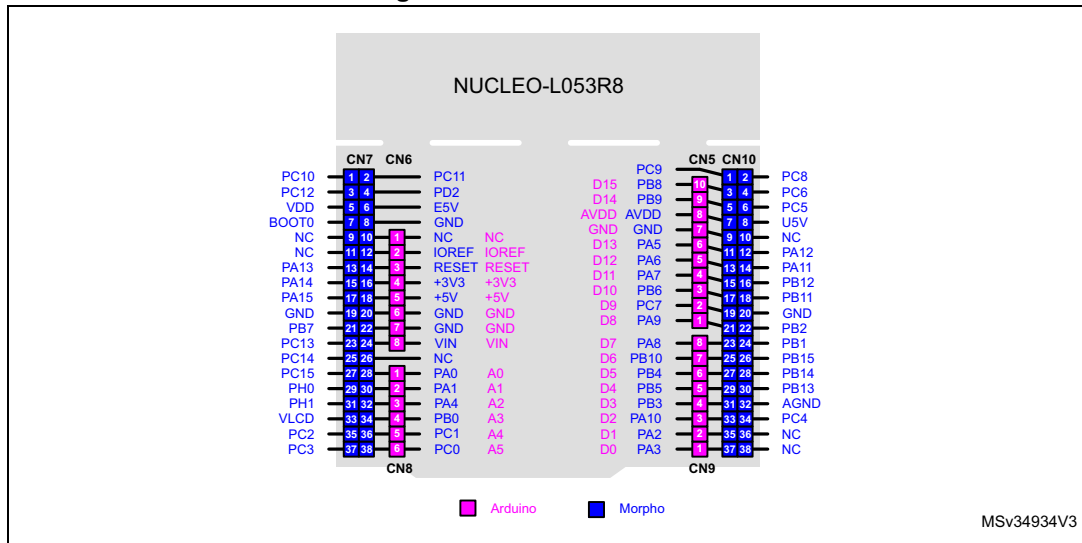 NUCLEO-L053R8
CN7 CN6 CN5 CN10
PC9
PC10 1 2 PC11 1 2 PC8
PC12 3 4 PD2 D15 PB8 10 3 4 PC6
VDD 5 6 E5V D14 PB9 9 5 6 PC5
BOOT0 7 8 GND AVDD AVDD 8 7 8 U5V
NC 9 10 1 NC NC GND GND 7 9 10 NC
NC 11 12 2 IOREF IOREF D13 PA5 6 11 12 PA12
PA13 13 14 3 RESET RESET D12 PA6 5 13 14 PA11
PA14 15 16 4 +3V3 +3V3 D11 PA7 4 15 16 PB12
PA15 17 18 5 +5V +5V D10 PB6 3 17 18 PB11
GND 19 20 6 GND GND D9 PC7 2 19 20 GND
PB7 21 22 7 GND GND D8 PA9 1 21 22 PB2
PC13 23 24 8 VIN VIN D7 PA8 8 23 24 PB1
PC14 25 26 NC D6 PB10 7 25 26 PB15
PC15 27 28 1 PA0 A0 D5 PB4 6 27 28 PB14
PH0 29 30 2 PA1 A1 D4 PB5 5 29 30 PB13
PH1 31 32 3 PA4 A2 D3 PB3 4 31 32 AGND
VLCD 33 34 4 PB0 A3 D2 PA10 3 33 34 PC4
PC2 35 36 5 PC1 A4 D1 PA2 2 35 36 NC
PC3 37 38 6 PC0 A5 D0 PA3 1 37 38 NC
CN8 CN9
Arduino Morpho
MSv34934V3